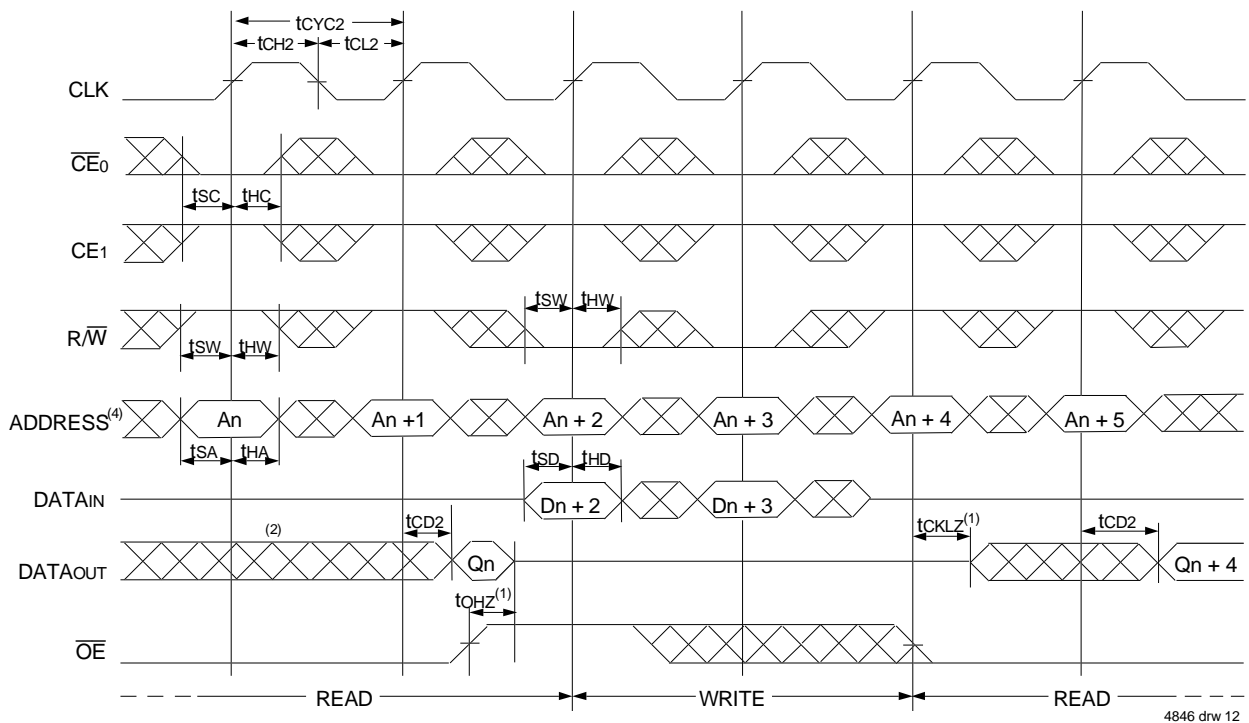 tCYC2
tCH2 tCL2
CLK
CE0
tSC tHC
CE1
tSW tHW
R/W
tSW tHW
ADDRESS(4) An An +1 An + 2 An + 3 An + 4 An + 5
tSA tHA
tSD tHD
DATAIN Dn + 2 Dn + 3
tCD2 tCKLZ(1) tCD2
(2)
DATAOUT Qn Qn + 4
tOHZ(1)
OE
READ WRITE READ
4846 drw 12